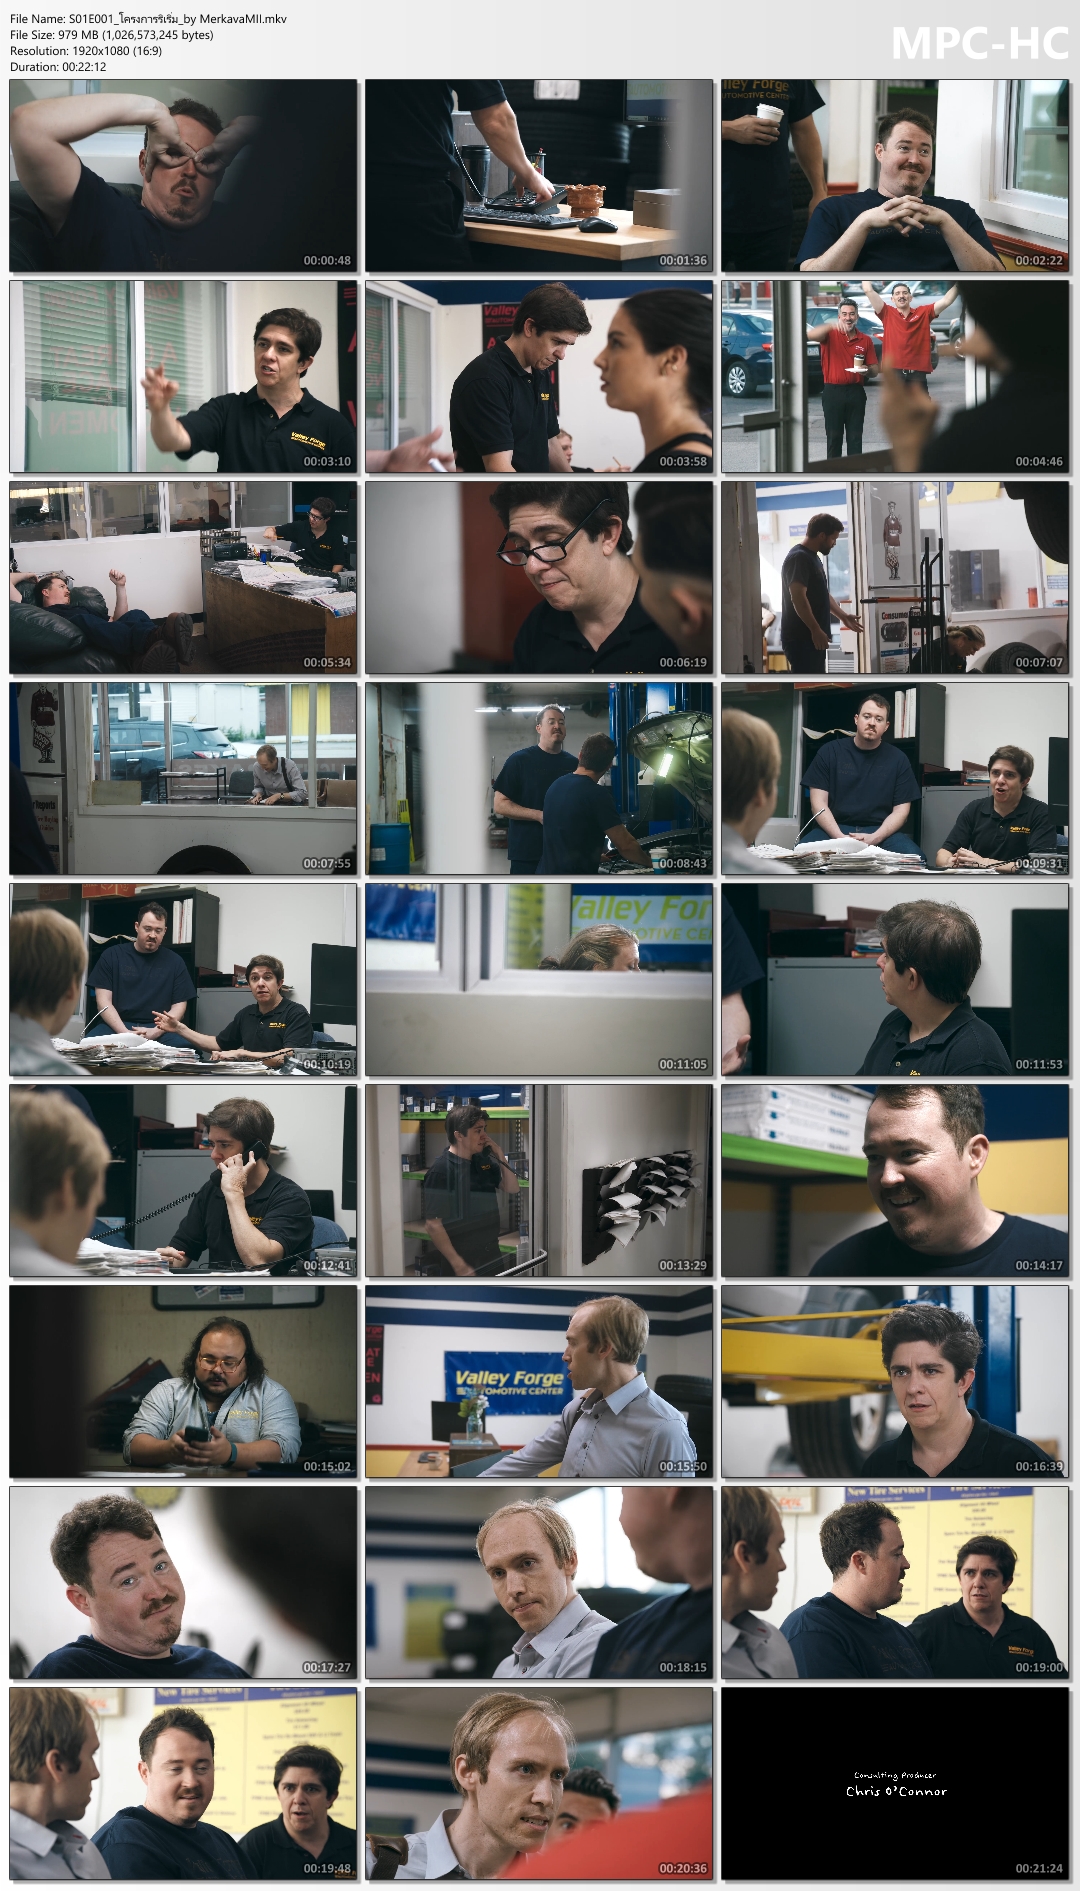 File Name: S01E001_โครงการริเริ่ม_by MerkavaMII.mkv
File Size: 979 MB (1,026,573,245 bytes)
Resolution: 1920x1080 (16:9)
Duration: 00:22:12
MPC-HC
00:00:48
00:01:36
00:02:22
Valley Forge
00:03:10
Valley
00:03:58
00:04:46
00:05:34
00:06:19
00:07:07
00:07:55
00:08:43
Valley Forge
00:09:31
00:10:19
Valley For
OTIVE CEN
00:11:05
00:11:53
00:12:41
00:13:29
00:14:17
00:15:02
Valley Forge
AUTOMOTIVE CENTER
00:15:50
00:16:39
00:17:27
00:18:15
New Tire Services
Valley Forge
00:19:00
New Tire Services
00:19:48
00:20:36
Consulting Producer
Chris O'Connor
00:21:24